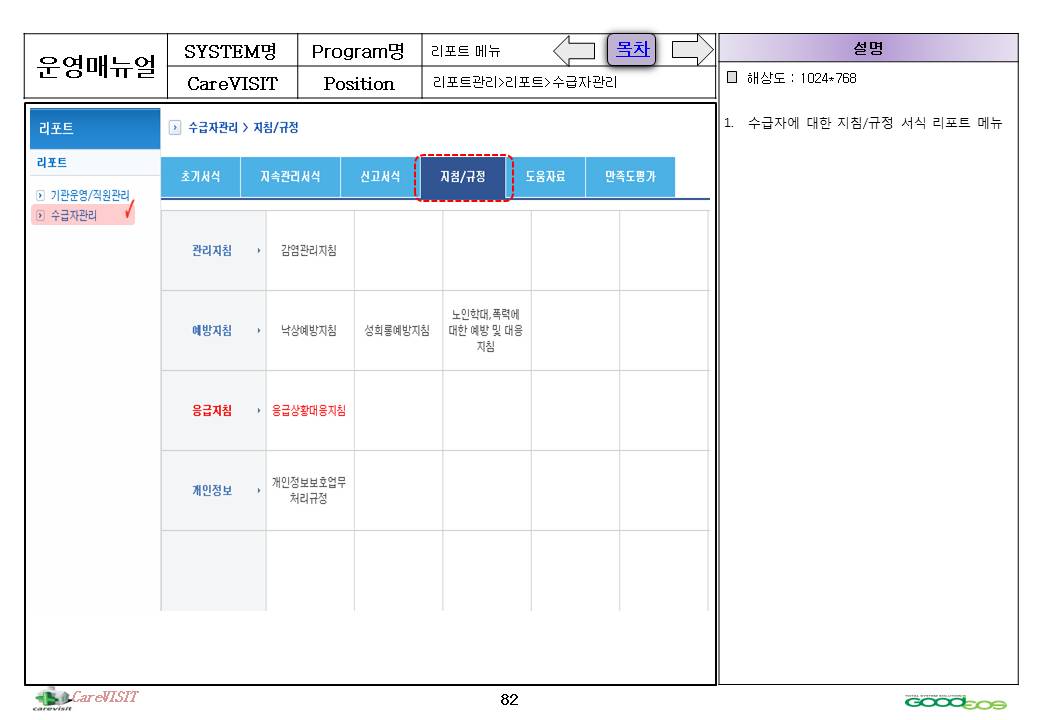 운영매뉴얼
SYSTEM명
Program명
리포트 메뉴
목차
설명
CareVISIT
Position
리포트관리>리포트>수급자관리
해상도 : 1024*768
1. 수급자에 대한 지침/규정 서식 리포트 메뉴
리포트
리포트
기관운영/직원관리
수급자관리
수급자관리 > 지침/규정
초기서식
지속관리서식
신고서식
지침/규정
도움자료
만족도평가
관리지침
감염관리지침
예방지침
낙상예방지침
성희롱예방지침
노인학대,폭력에
대한 예방 및 대응
지침
응급지침
응급상황대응지침
개인정보
개인정보보호업무
처리규정
CareVISIT
carevisit
82
TOTAL SYSTEM SOLUTIONS
GOODEOS